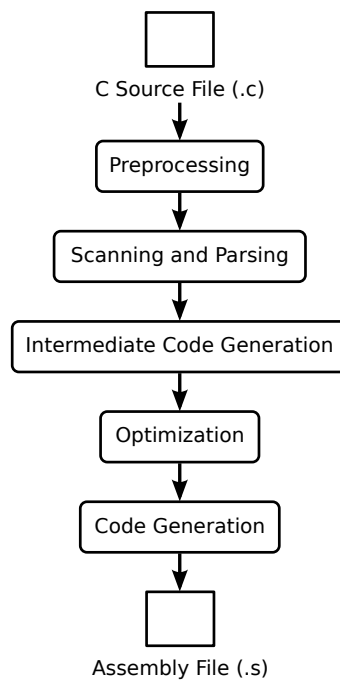 C Source File (.c)
Preprocessing
Scanning and Parsing
Intermediate Code Generation
Optimization
Code Generation
Assembly File (.s)